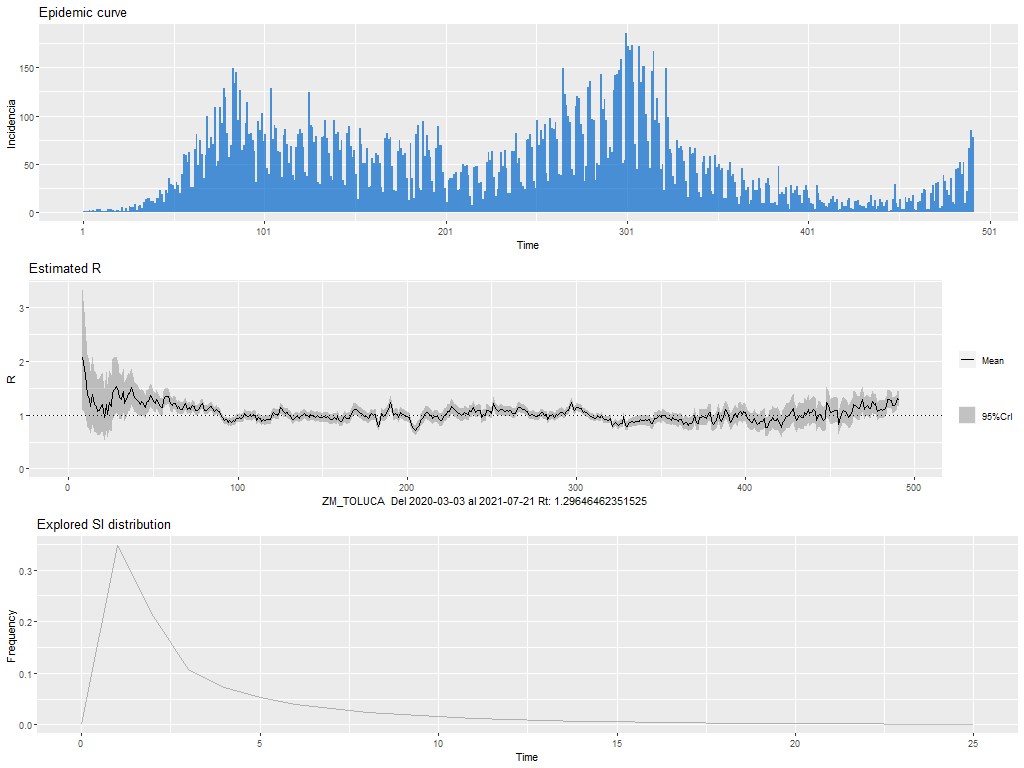 Epidemic curve
Incidencia
150
100
50
0
1 101 201 301 401 501
Time
Estimated R
R
3
2
1
0
0 100 200 300 400 500
ZM_TOLUCA Del 2020-03-03 al 2021-07-21 Rt: 1.29646462351525
Mean
95%CrI
Explored SI distribution
Frequency
0.3
0.2
0.1
0.0
0 5 10 15 20 25
Time